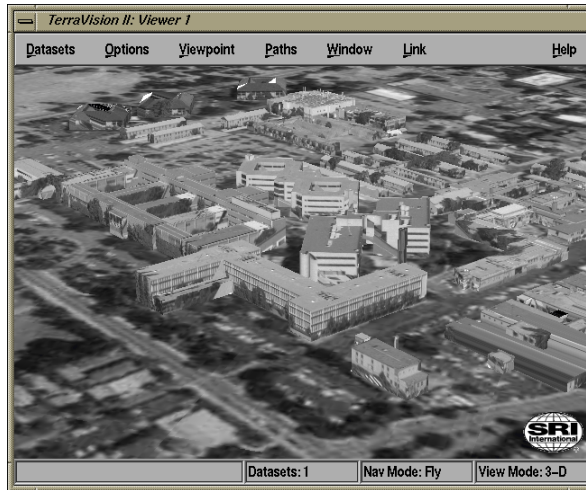 TerraVision II: Viewer 1
Datasets Options Viewpoint Paths Window Link Help
SRI
International
Datasets: 1 Nav Mode: Fly View Mode: 3-D